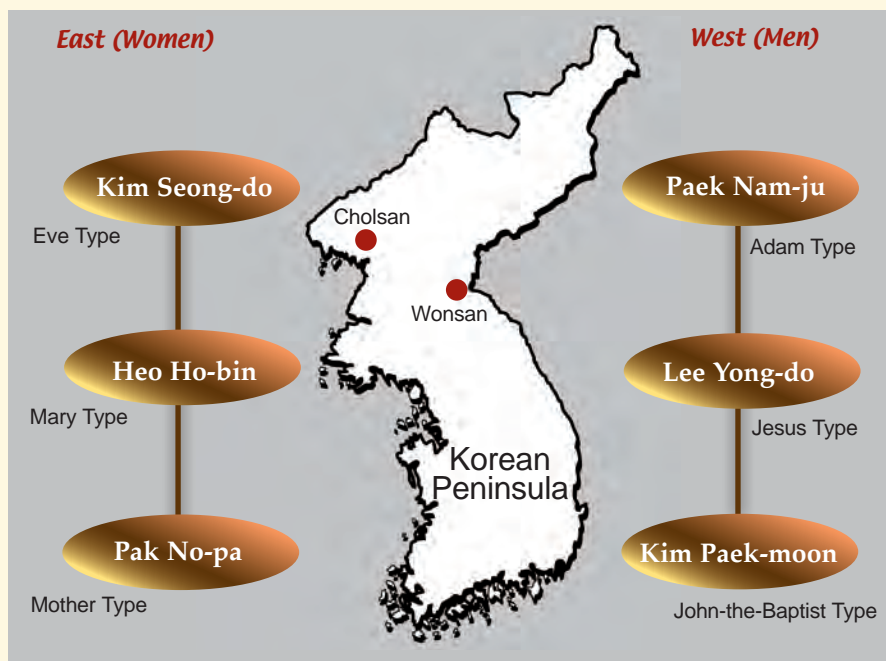 East (Women)
West (Men)
Kim Seong-do
Eve Type
Heo Ho-bin
Mary Type
Pak No-pa
Mother Type
Cholsan
Wonsan
Korean
Peninsula
Paek Nam-ju
Adam Type
Lee Yong-do
Jesus Type
Kim Paek-moon
John-the-Baptist Type